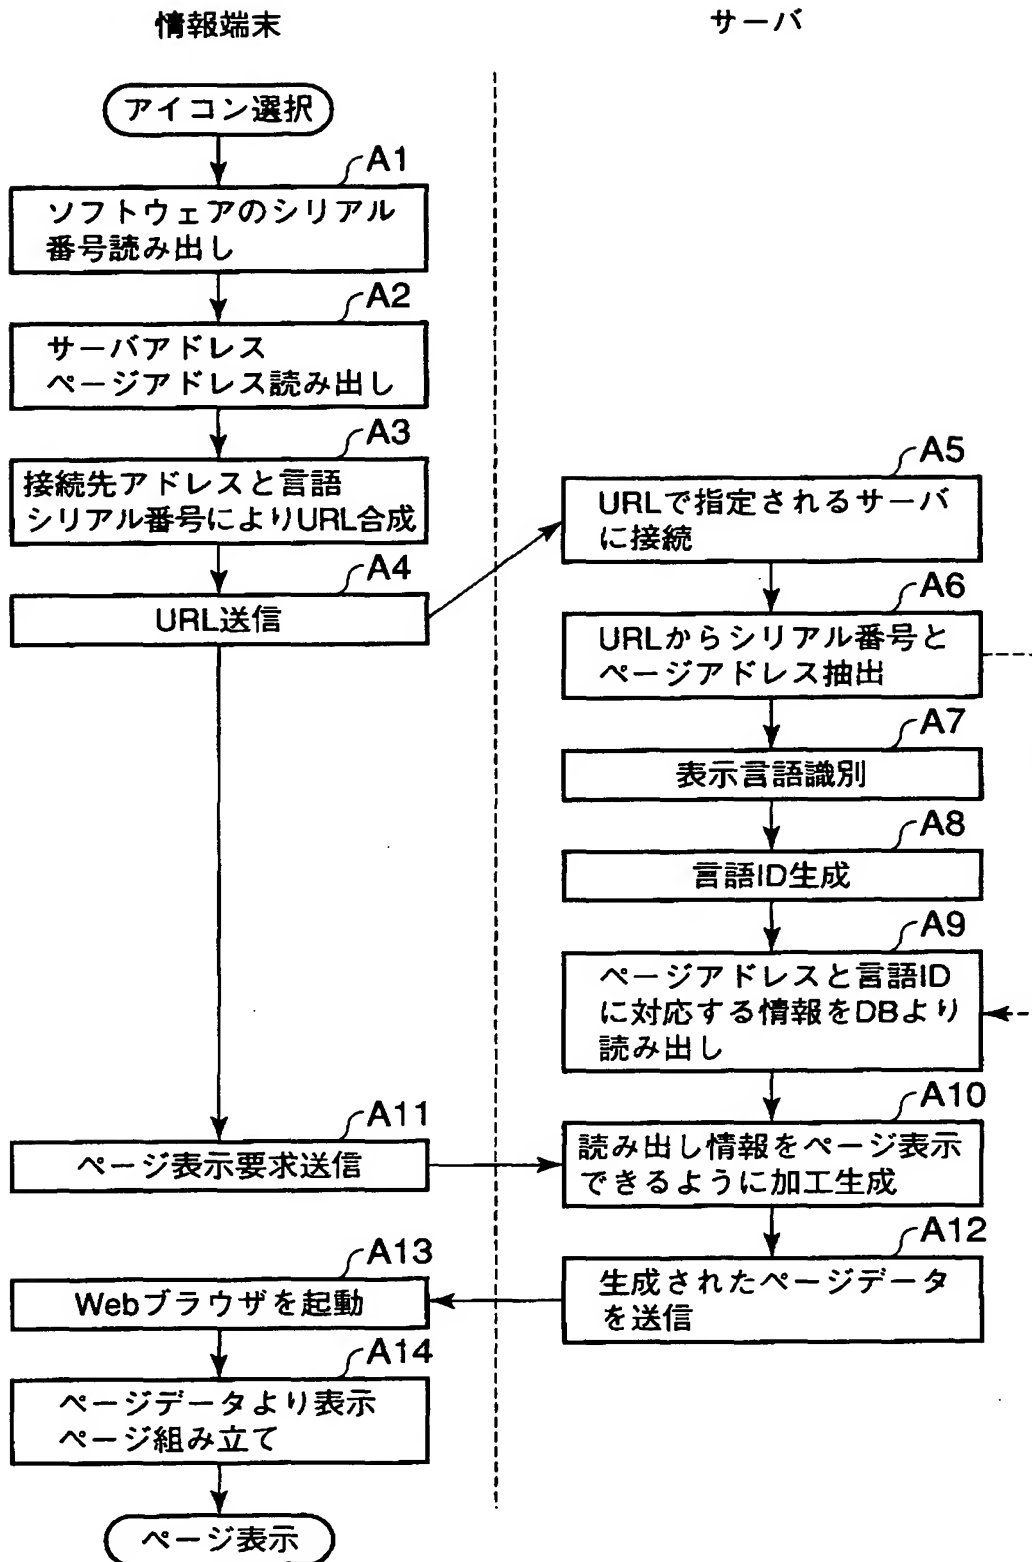 情報端末
サーバ
アイコン選択
A1
ソフトウェアのシリアル
番号読み出し
A2
サーバアドレス
ページアドレス読み出し
A3
接続先アドレスと言語
シリアル番号によりURL合成
A4
URL送信
A5
URLで指定されるサーバ
に接続
A6
URLからシリアル番号と
ページアドレス抽出
A7
表示言語識別
A8
言語ID生成
A9
ページアドレスと言語ID
に対応する情報をDBより
読み出し
A10
読み出し情報をページ表示
できるように加工生成
A11
ページ表示要求送信
A12
生成されたページデータ
を送信
A13
Webブラウザを起動
A14
ページデータより表示
ページ組み立て
ページ表示